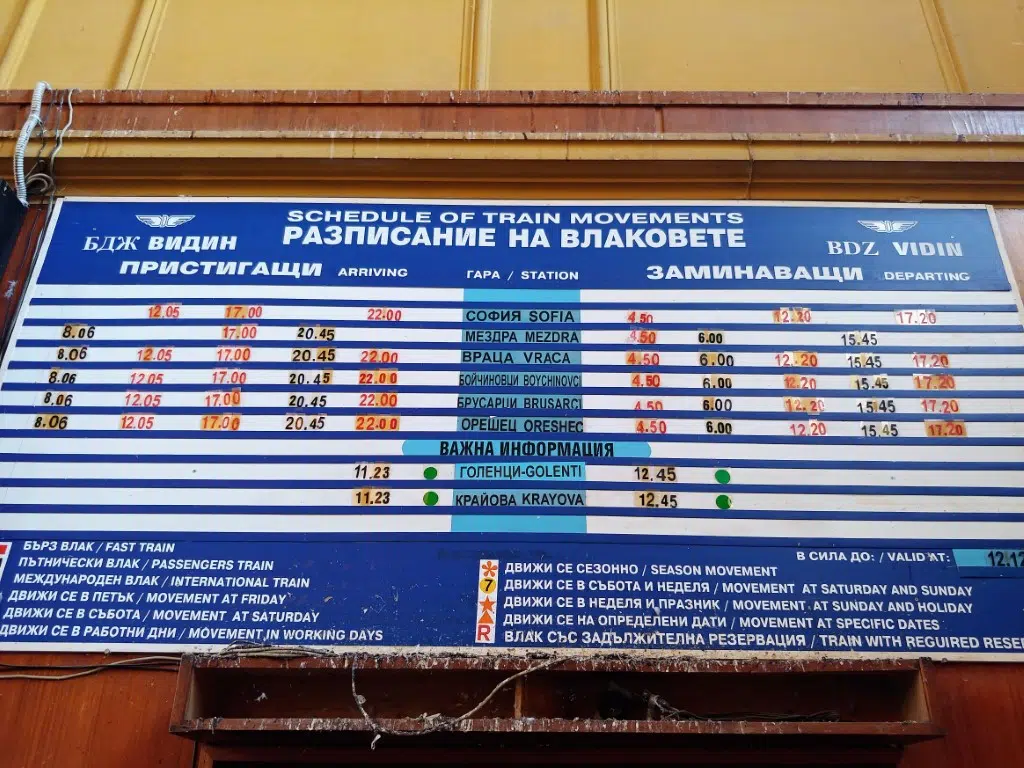 SCHEDULE OF TRAIN MOVEMENTS
БДЖ ВИДИН РАЗПИСАНИЕ НА ВЛАКОВЕТЕ BDZ VIDIN
ПРИСТИГАЩИ ARRIVING ГАРА / STATION ЗАМИНАВАЩИ DEPARTING
12.05 17.00 22.00 СОФИЯ SOFIA 4.50 12.20 17.20
8.06 17.00 20.45 МЕЗДРА MEZDRA 4.50 6.00 15.45
8.06 12.05 17.00 20.45 22.00 ВРАЦА VRACA 4.50 6.00 12.20 15.45 17.20
8.06 12.05 17.00 20.45 22.00 БОЙЧИНОВЦИ BOYCHINOVCI 4.50 6.00 12.20 15.45 17.20
8.06 12.05 17.00 20.45 22.00 БРУСАРЦИ BRUSARCI 4.50 6.00 12.20 15.45 17.20
8.06 12.05 17.00 20.45 22.00 ОРЕШЕЦ ORESHEC 4.50 6.00 12.20 15.45 17.20
ВАЖНА ИНФОРМАЦИЯ
11.23 ГОЛЕНЦИ-GOLENTI 12.45
11.23 КРАЙОВА KRAYOVA 12.45
БЪРЗ ВЛАК / FAST TRAIN
ПЪТНИЧЕСКИ ВЛАК / PASSENGERS TRAIN
МЕЖДУНАРОДЕН ВЛАК / INTERNATIONAL TRAIN
ДВИЖИ СЕ В ПЕТЪК / MOVEMENT AT FRIDAY
ДВИЖИ СЕ В СЪБОТА / MOVEMENT AT SATURDAY
ДВИЖИ СЕ В РАБОТНИ ДНИ / MOVEMENT IN WORKING DAYS
В СИЛА ДО: / VALID AT: 12.12
ДВИЖИ СЕ СЕЗОННО / SEASON MOVEMENT
7 ДВИЖИ СЕ В СЪБОТА И НЕДЕЛЯ / MOVEMENT AT SATURDAY AND SUNDAY
ДВИЖИ СЕ В НЕДЕЛЯ И ПРАЗНИК / MOVEMENT AT SUNDAY AND HOLIDAY
ДВИЖИ СЕ НА ОПРЕДЕЛЕНИ ДАТИ / MOVEMENT AT SPECIFIC DATES
R ВЛАК СЪС ЗАДЪЛЖИТЕЛНА РЕЗЕРВАЦИЯ / TRAIN WITH REGUIRED RESE